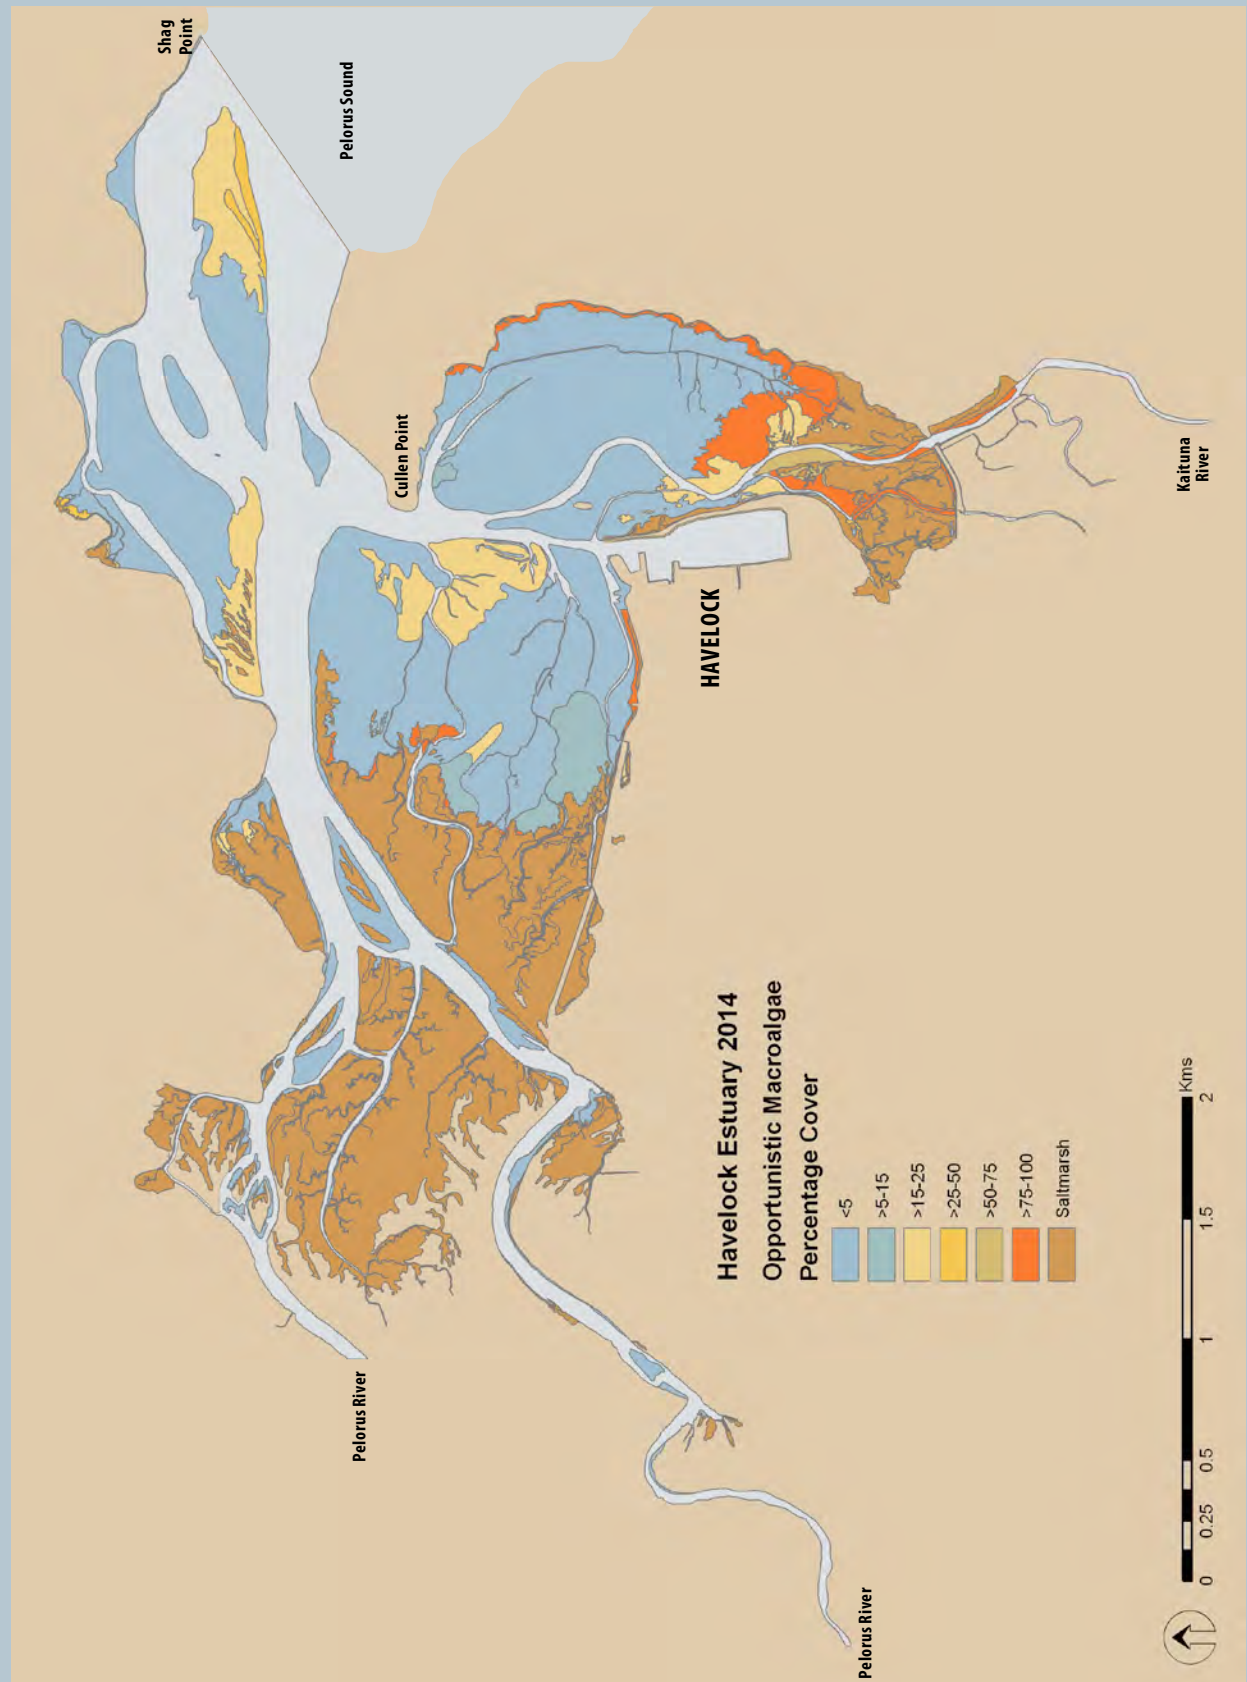 Shag
Point
Pelorus Sound
Cullen Point
HAVELOCK
Kaituna
River
Pelorus River
Pelorus River
Havelock Estuary 2014
Opportunistic Macroalgae
Percentage Cover
<5
>5-15
>15-25
>25-50
>50-75
>75-100
Saltmarsh
0 0.25 0.5 1 1.5 2
Kms